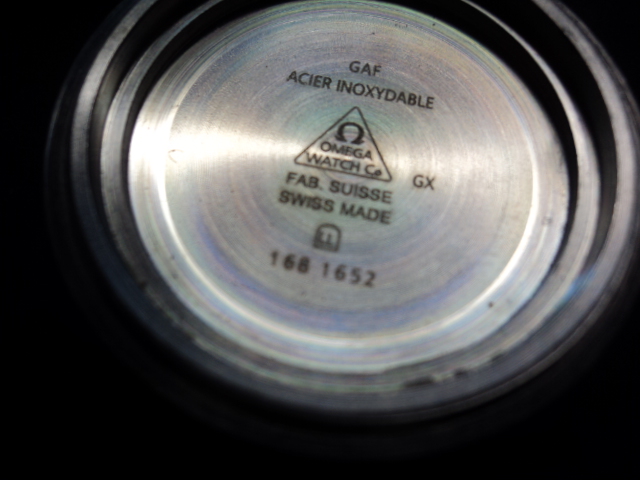 GAF
ACIER INOXYDABLE
Ω
OMEGA
WATCH Co
GX
FAB. SUISSE
SWISS MADE
168 1652